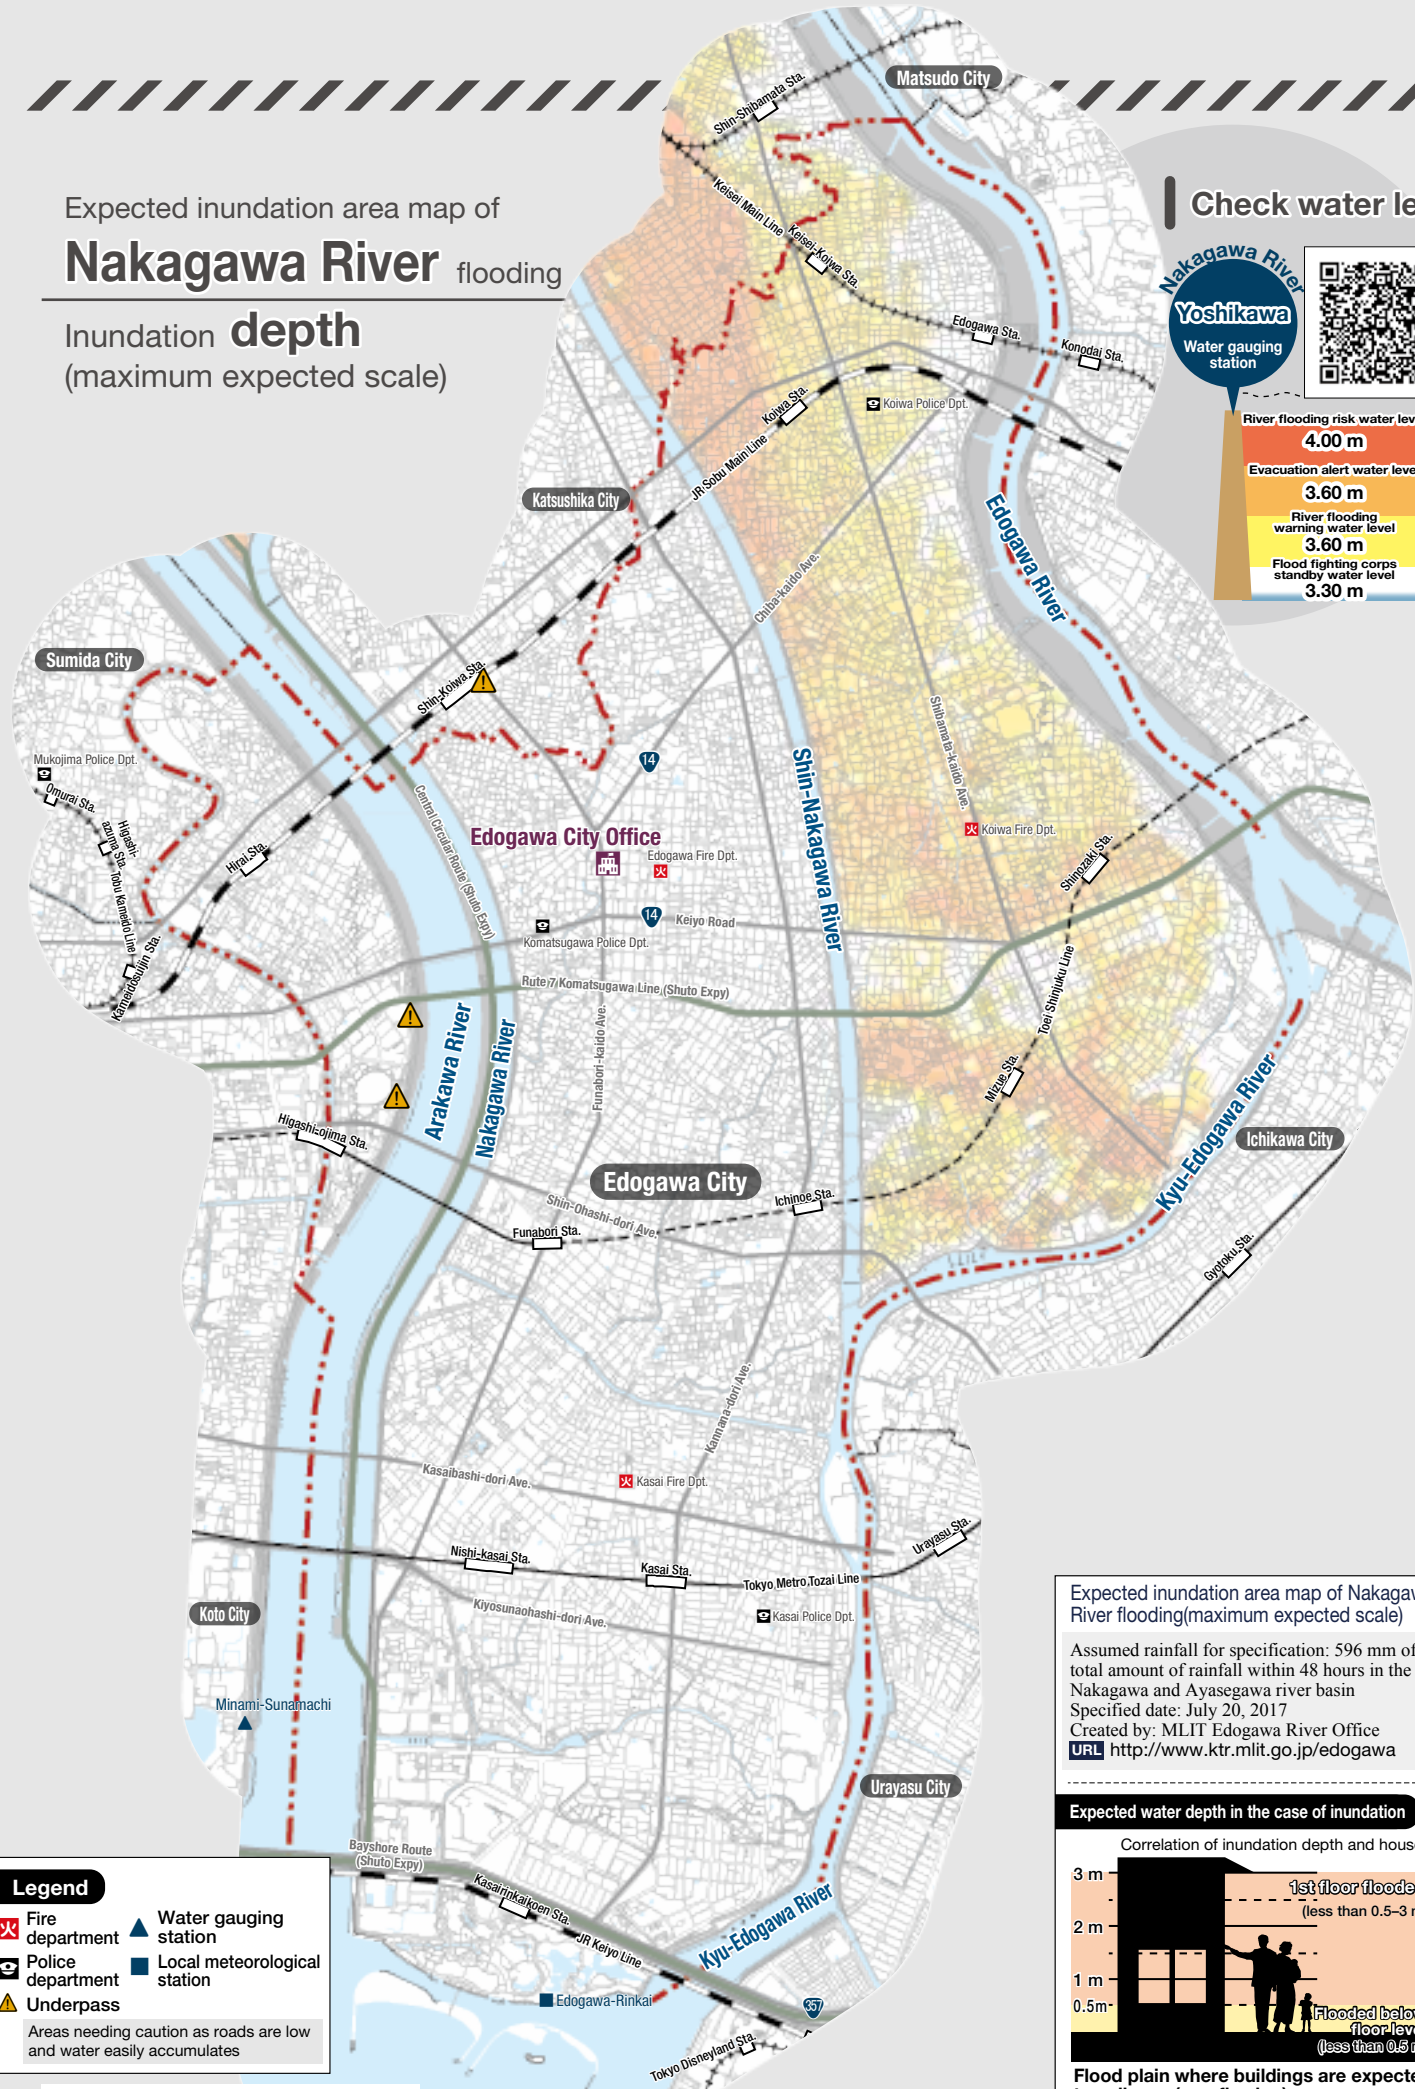 Expected inundation area map of
Nakagawa River flooding
Inundation depth
(maximum expected scale)
Matsudo City
Shin-Shibamata Sta.
Keisei Main Line
Keisei-Koiwa Sta.
Edogawa Sta.
Konodai Sta.
Koiwa Sta.
Koiwa Police Dpt.
JR Sobu Main Line
Katsushika City
Edogawa River
Chiba-kaido Ave.
Check water le
Nakagawa River
Yoshikawa
Water gauging
station
River flooding risk water lev
4.00 m
Evacuation alert water leve
3.60 m
River flooding
warning water level
3.60 m
Flood fighting corps
standby water level
3.30 m
Sumida City
Shin-Koiwa Sta.
Mukojima Police Dpt.
Omurai Sta.
Higashi-
azuma Sta.
Tobu Kameido Line
Hirai Sta.
Kameidosuijin Sta.
Central Circular Route (Shuto Expy)
14
Shin-Nakagawa River
Shibamata-kaido Ave.
Koiwa Fire Dpt.
Shinozaki Sta.
Edogawa City Office
Edogawa Fire Dpt.
14
Keiyo Road
Komatsugawa Police Dpt.
Rute 7 Komatsugawa Line (Shuto Expy)
Toei Shinjuku Line
Arakawa River
Nakagawa River
Funabori-kaido Ave.
Mizue Sta.
Kyu-Edogawa River
Ichikawa City
Higashi-ojima Sta.
Edogawa City
Ichinoe Sta.
Shin-Ohashi-dori Ave.
Funabori Sta.
Gyotoku Sta.
Kannana-dori Ave.
Kasaibashi-dori Ave.
Kasai Fire Dpt.
Nishi-kasai Sta.
Kasai Sta.
Tokyo Metro Tozai Line
Urayasu Sta.
Kiyosunaohashi-dori Ave.
Kasai Police Dpt.
Koto City
Minami-Sunamachi
Urayasu City
Bayshore Route
(Shuto Expy)
Kasairinkaikoen Sta.
JR Keiyo Line
Kyu-Edogawa River
Edogawa-Rinkai
357
Tokyo Disneyland Sta.
Legend
火 Fire
department
Water gauging
station
Police
department
Local meteorological
station
Underpass
Areas needing caution as roads are low
and water easily accumulates
Expected inundation area map of Nakagaw
River flooding(maximum expected scale)
Assumed rainfall for specification: 596 mm of
total amount of rainfall within 48 hours in the
Nakagawa and Ayasegawa river basin
Specified date: July 20, 2017
Created by: MLIT Edogawa River Office
URL http://www.ktr.mlit.go.jp/edogawa
Expected water depth in the case of inundation
Correlation of inundation depth and hous
3 m
1st floor floode
(less than 0.5–3 m
2 m
1 m
0.5m
Flooded below
floor leve
(less than 0.5 m
Flood plain where buildings are expecte